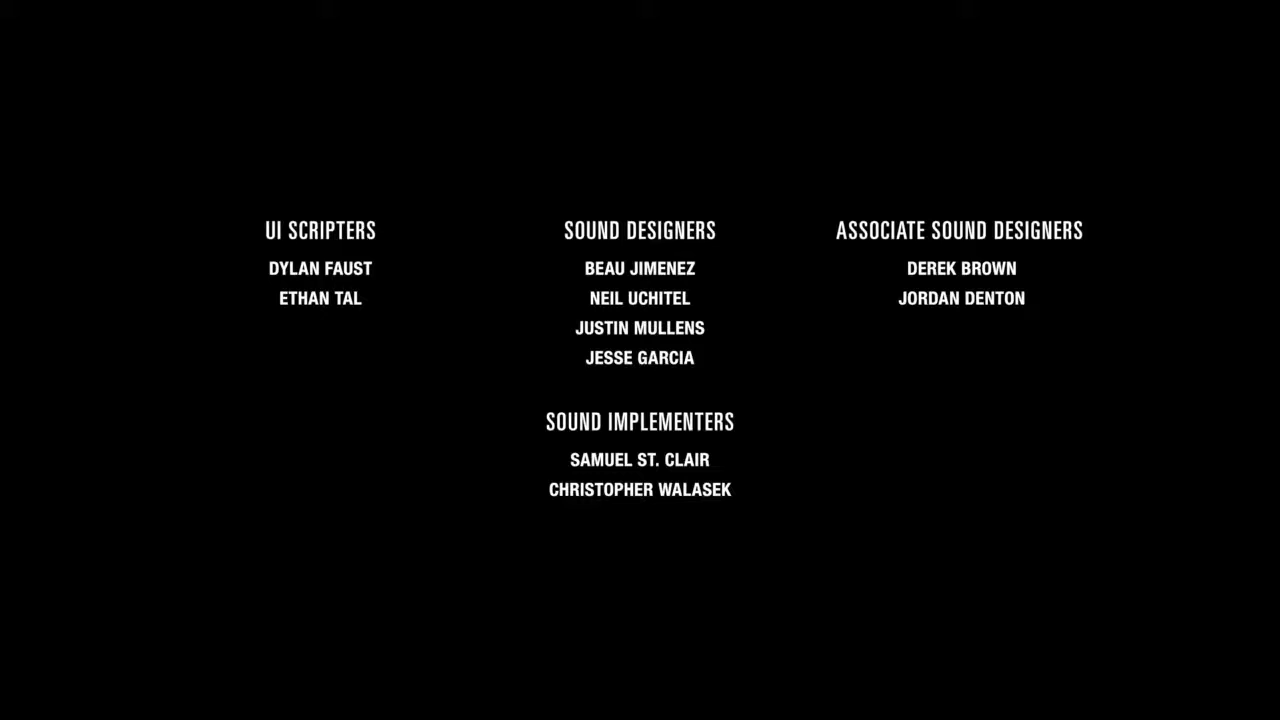 UI SCRIPTERS
DYLAN FAUST
ETHAN TAL
SOUND DESIGNERS
BEAU JIMENEZ
NEIL UCHITEL
JUSTIN MULLENS
JESSE GARCIA
SOUND IMPLEMENTERS
SAMUEL ST. CLAIR
CHRISTOPHER WALASEK
ASSOCIATE SOUND DESIGNERS
DEREK BROWN
JORDAN DENTON